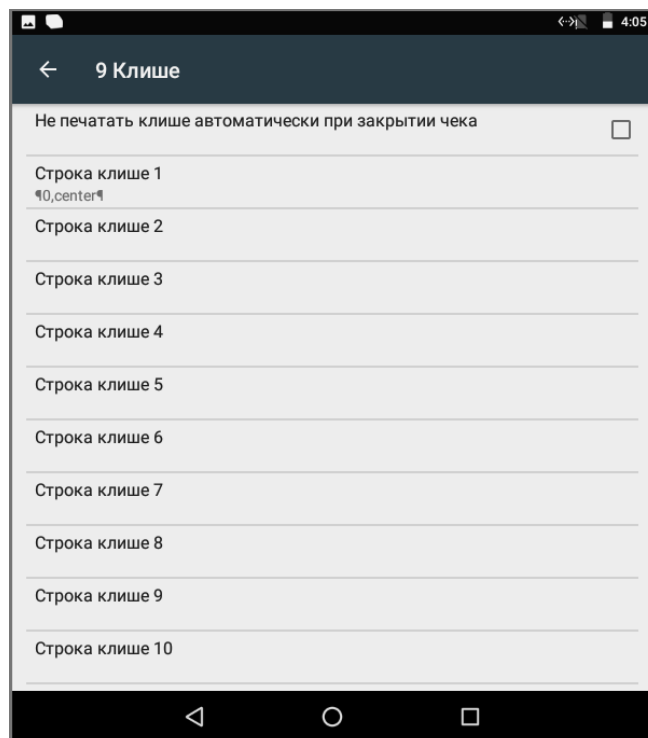 4:05
9 Клише
Не печатать клише автоматически при закрытии чека
Строка клише 1
¶0,center¶
Строка клише 2
Строка клише 3
Строка клише 4
Строка клише 5
Строка клише 6
Строка клише 7
Строка клише 8
Строка клише 9
Строка клише 10